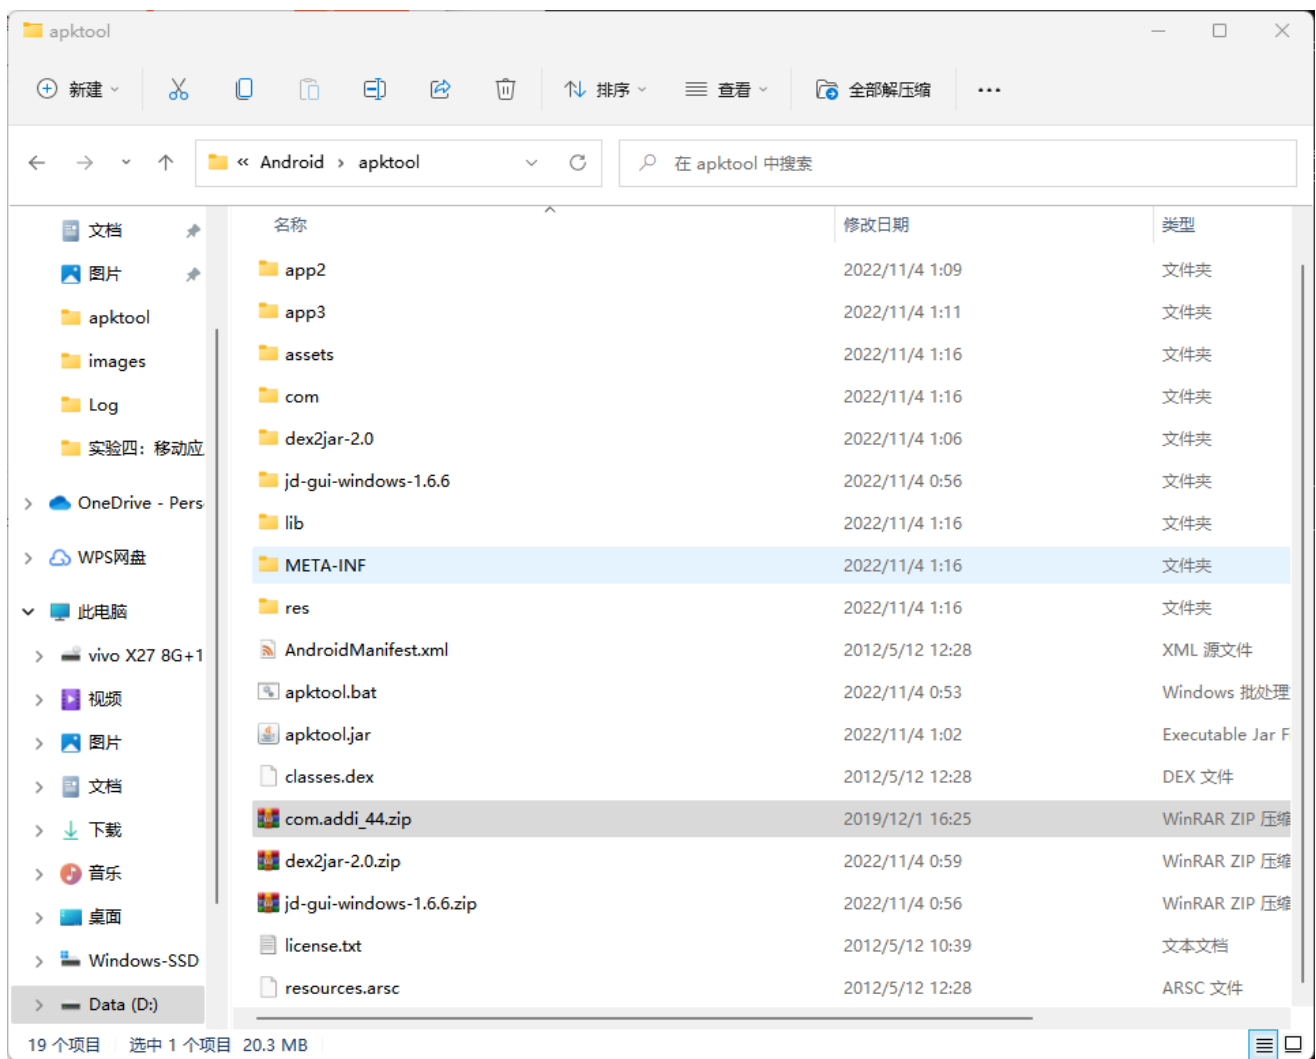 apktool
新建
排序
查看
全部解压缩
« Android › apktool
在 apktool 中搜索
名称 修改日期 类型
文档
图片
apktool
images
Log
实验四：移动应
OneDrive - Pers
WPS网盘
此电脑
vivo X27 8G+1
视频
图片
文档
下载
音乐
桌面
Windows-SSD
Data (D:)
app2 2022/11/4 1:09 文件夹
app3 2022/11/4 1:11 文件夹
assets 2022/11/4 1:16 文件夹
com 2022/11/4 1:16 文件夹
dex2jar-2.0 2022/11/4 1:06 文件夹
jd-gui-windows-1.6.6 2022/11/4 0:56 文件夹
lib 2022/11/4 1:16 文件夹
META-INF 2022/11/4 1:16 文件夹
res 2022/11/4 1:16 文件夹
AndroidManifest.xml 2012/5/12 12:28 XML 源文件
apktool.bat 2022/11/4 0:53 Windows 批处理
apktool.jar 2022/11/4 1:02 Executable Jar F
classes.dex 2012/5/12 12:28 DEX 文件
com.addi_44.zip 2019/12/1 16:25 WinRAR ZIP 压缩
dex2jar-2.0.zip 2022/11/4 0:59 WinRAR ZIP 压缩
jd-gui-windows-1.6.6.zip 2022/11/4 0:56 WinRAR ZIP 压缩
license.txt 2012/5/12 10:39 文本文档
resources.arsc 2012/5/12 12:28 ARSC 文件
19 个项目 选中 1 个项目 20.3 MB